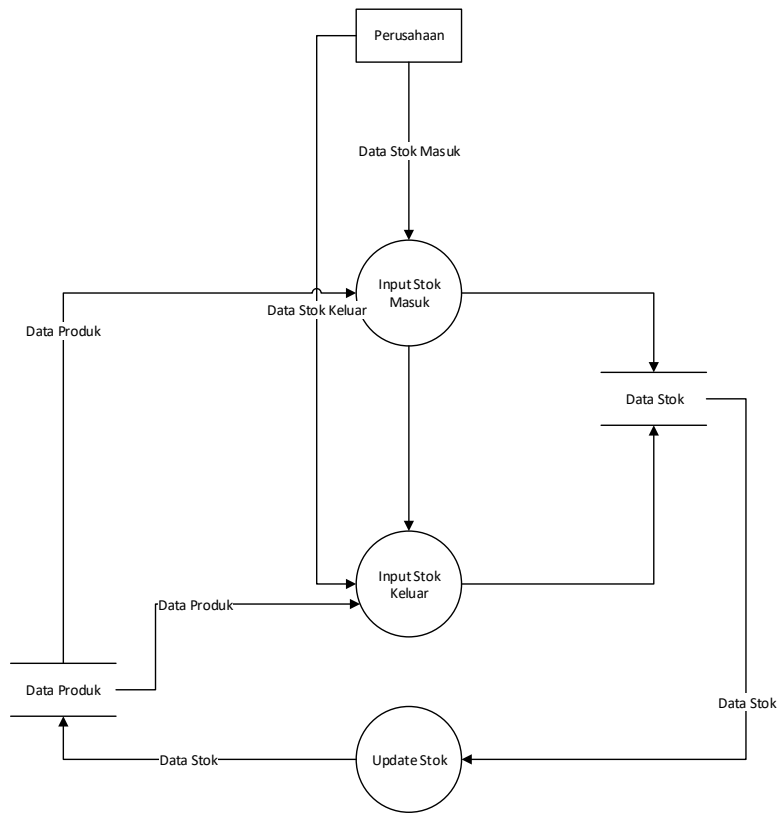 Perusahaan
Data Stok Masuk
Input Stok
Masuk
Data Stok Keluar
Data Produk
Data Stok
Input Stok
Keluar
Data Produk
Data Produk
Data Stok
Data Stok
Update Stok